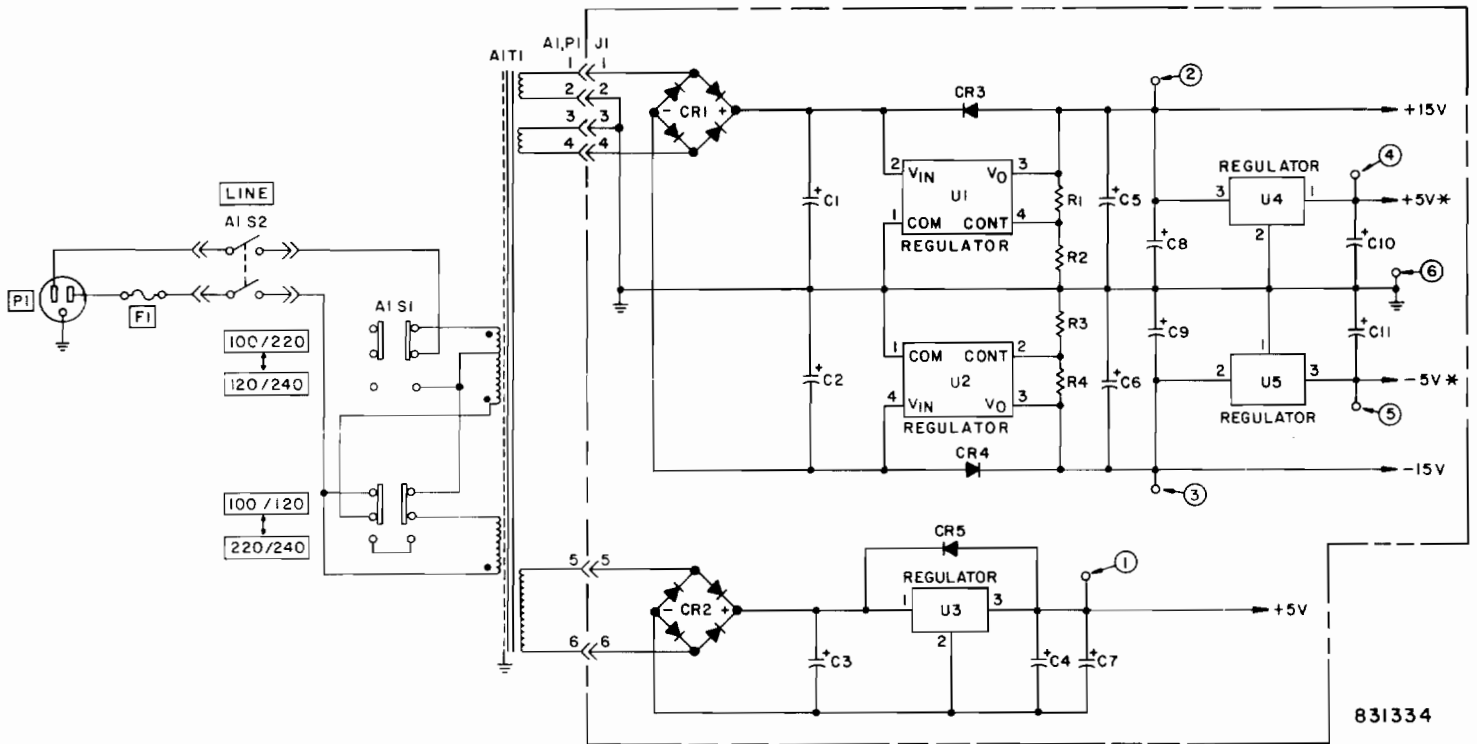 A1T1
A1,P1 J1
1 1
2 2
3 3
4 4
- CR1 +
CR3
+ C1
2 VIN VO 3
U1
1 COM CONT 4
REGULATOR
R1
R2
+ C5
2
+15V
REGULATOR
3 U4 1
2
4
+5V*
+ C8
+ C10
6
LINE
A1 S2
P1
F1
A1 S1
100/220
120/240
100/120
220/240
+ C2
1 COM CONT 2
U2
4 VIN VO 3
REGULATOR
R3
R4
+ C6
+ C9
+ C11
1
2 U5 3
REGULATOR
-5V*
5
CR4
-15V
3
5 5
6 6
- CR2 +
CR5
REGULATOR
1 U3 3
2
1
+5V
+ C3
+ C4
+ C7
831334